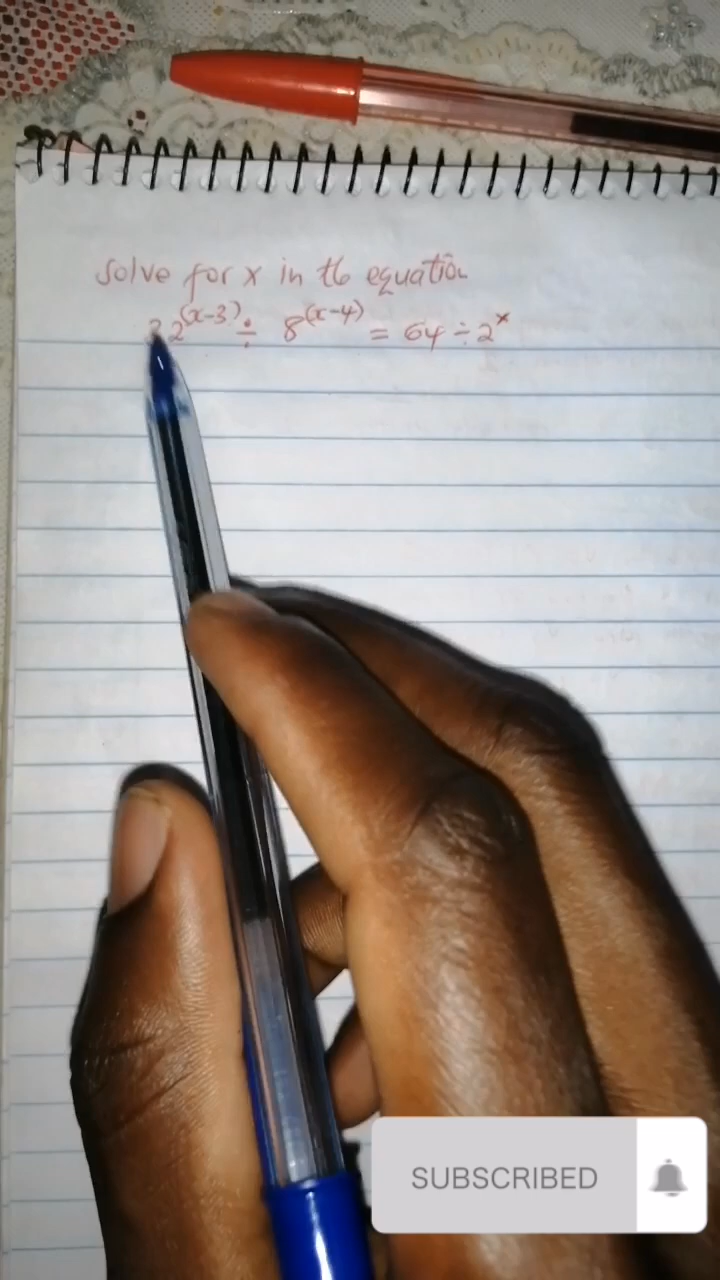 Solve for x in the equation
32^(x-3) ÷ 8^(x-4) = 64 ÷ 2^x
SUBSCRIBED